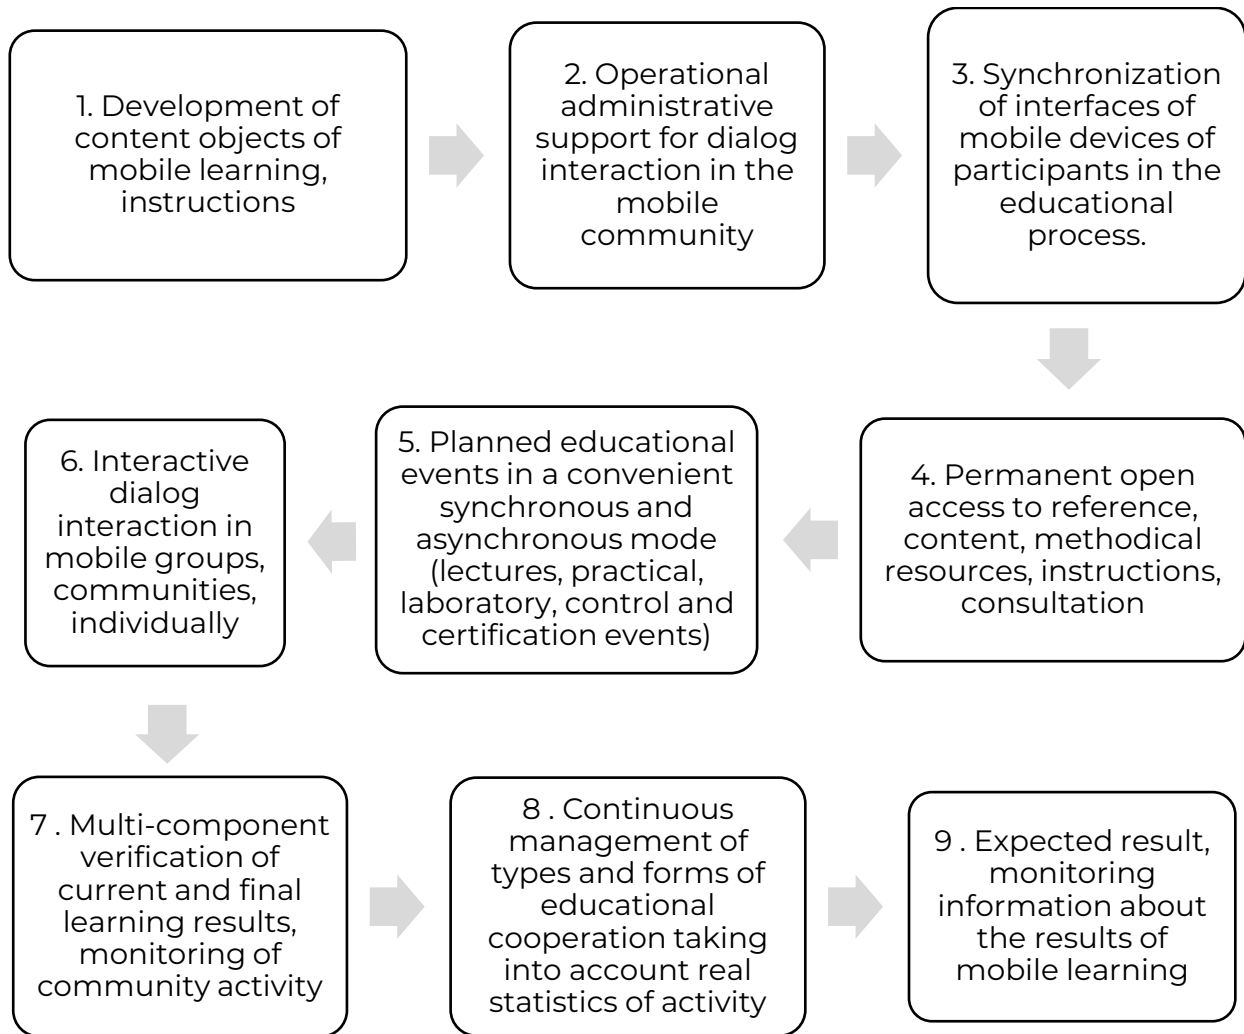 1. Development of
content objects of
mobile learning,
instructions
2. Operational
administrative
support for dialog
interaction in the
mobile
community
3. Synchronization
of interfaces of
mobile devices of
participants in the
educational
process.
4. Permanent open
access to reference,
content, methodical
resources, instructions,
consultation
5. Planned educational
events in a convenient
synchronous and
asynchronous mode
(lectures, practical,
laboratory, control and
certification events)
6. Interactive
dialog
interaction in
mobile groups,
communities,
individually
7 . Multi-component
verification of
current and final
learning results,
monitoring of
community activity
8 . Continuous
management of
types and forms of
educational
cooperation taking
into account real
statistics of activity
9 . Expected result,
monitoring
information about
the results of
mobile learning